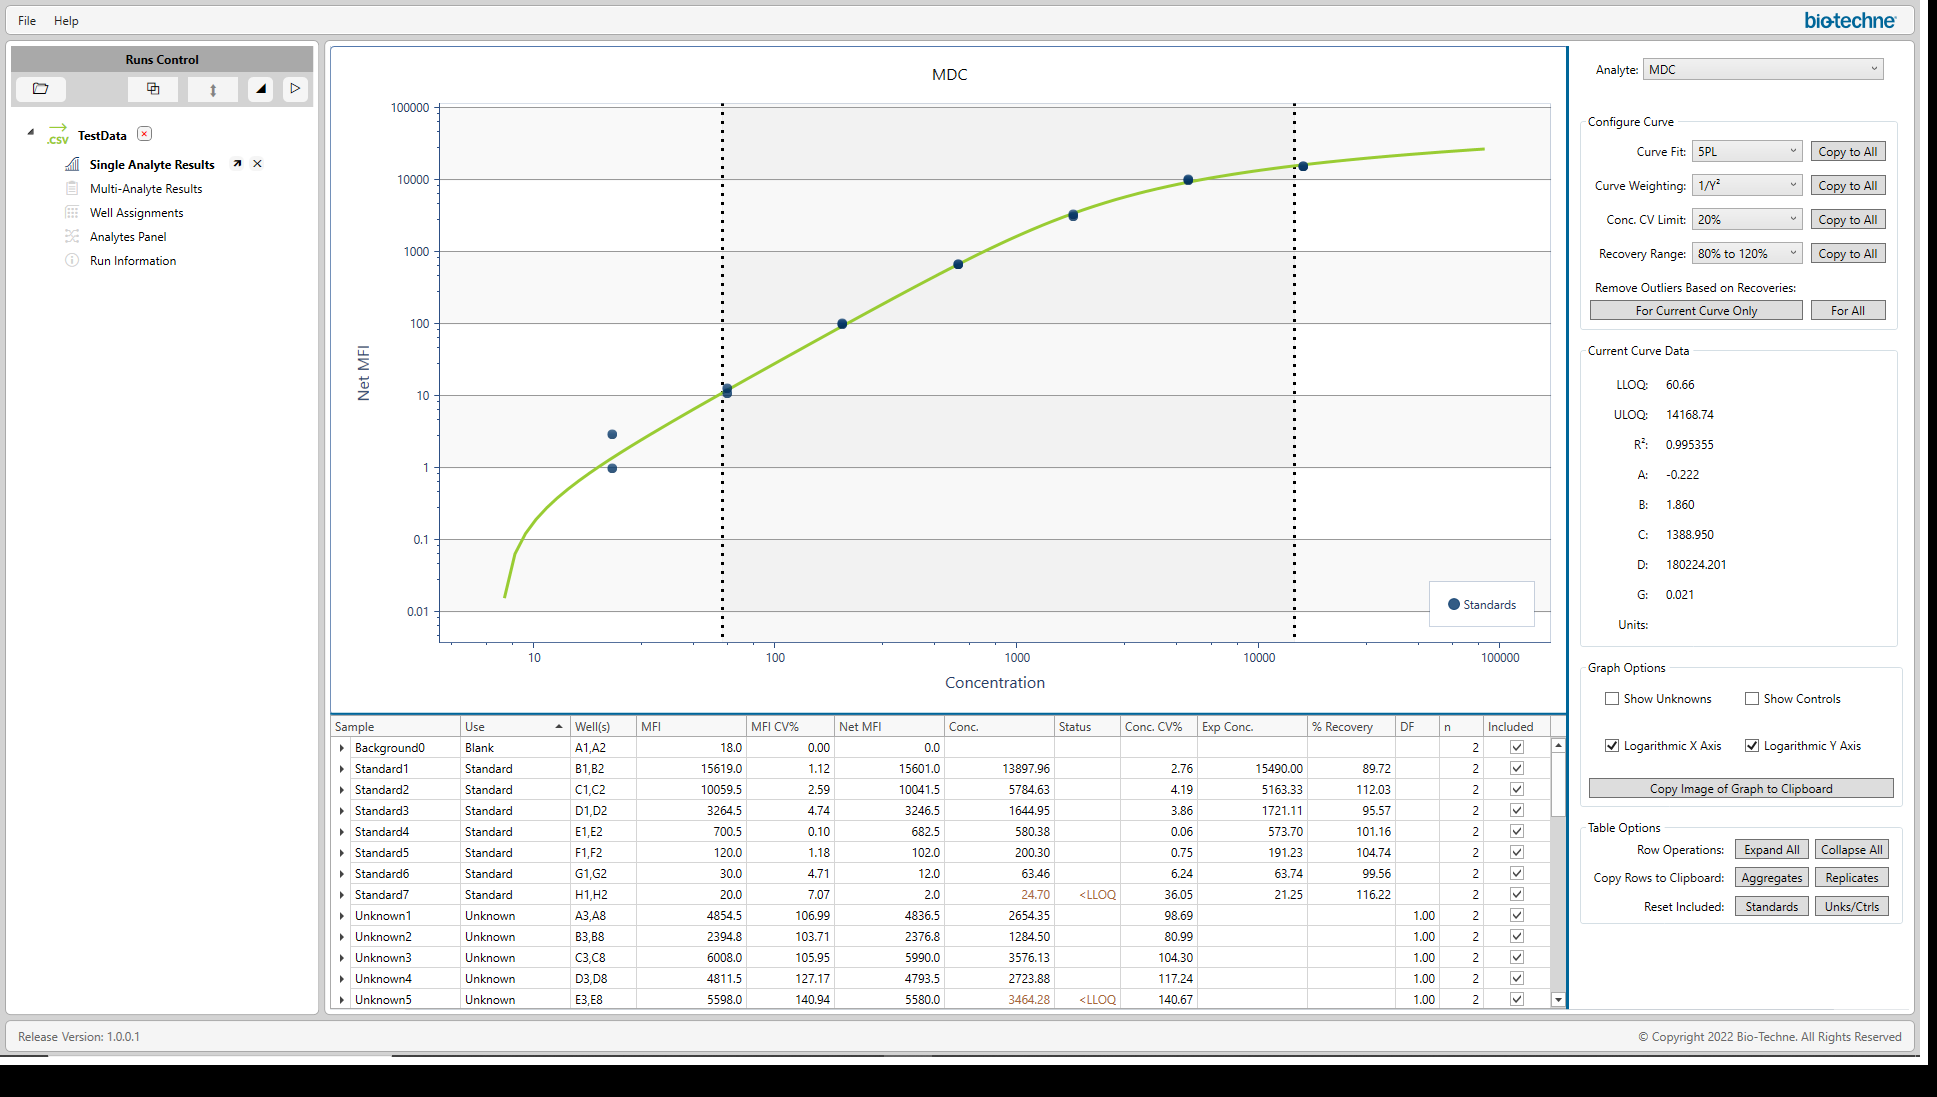 File Help
bio-techne
Runs Control
.csv TestData
Single Analyte Results
Multi-Analyte Results
Well Assignments
Analytes Panel
Run Information
MDC
Net MFI
100000
10000
1000
100
10
1
0.1
0.01
10 100 1000 10000 100000
Concentration
Standards
Analyte: MDC
Configure Curve
Curve Fit: 5PL Copy to All
Curve Weighting: 1/Y² Copy to All
Conc. CV Limit: 20% Copy to All
Recovery Range: 80% to 120% Copy to All
Remove Outliers Based on Recoveries:
For Current Curve Only For All
Current Curve Data
LLOQ: 60.66
ULOQ: 14168.74
R²: 0.995355
A: -0.222
B: 1.860
C: 1388.950
D: 180224.201
G: 0.021
Units:
Graph Options
Show Unknowns Show Controls
Logarithmic X Axis Logarithmic Y Axis
Copy Image of Graph to Clipboard
Table Options
Row Operations: Expand All Collapse All
Copy Rows to Clipboard: Aggregates Replicates
Reset Included: Standards Unks/Ctrls
Sample Use Well(s) MFI MFI CV% Net MFI Conc. Status Conc. CV% Exp Conc. % Recovery DF n Included
Background0 Blank A1,A2 18.0 0.00 0.0 2
Standard1 Standard B1,B2 15619.0 1.12 15601.0 13897.96 2.76 15490.00 89.72 2
Standard2 Standard C1,C2 10059.5 2.59 10041.5 5784.63 4.19 5163.33 112.03 2
Standard3 Standard D1,D2 3264.5 4.74 3246.5 1644.95 3.86 1721.11 95.57 2
Standard4 Standard E1,E2 700.5 0.10 682.5 580.38 0.06 573.70 101.16 2
Standard5 Standard F1,F2 120.0 1.18 102.0 200.30 0.75 191.23 104.74 2
Standard6 Standard G1,G2 30.0 4.71 12.0 63.46 6.24 63.74 99.56 2
Standard7 Standard H1,H2 20.0 7.07 2.0 24.70 <LLOQ 36.05 21.25 116.22 2
Unknown1 Unknown A3,A8 4854.5 106.99 4836.5 2654.35 98.69 1.00 2
Unknown2 Unknown B3,B8 2394.8 103.71 2376.8 1284.50 80.99 1.00 2
Unknown3 Unknown C3,C8 6008.0 105.95 5990.0 3576.13 104.30 1.00 2
Unknown4 Unknown D3,D8 4811.5 127.17 4793.5 2723.88 117.24 1.00 2
Unknown5 Unknown E3,E8 5598.0 140.94 5580.0 3464.28 <LLOQ 140.67 1.00 2
Release Version: 1.0.0.1
© Copyright 2022 Bio-Techne. All Rights Reserved